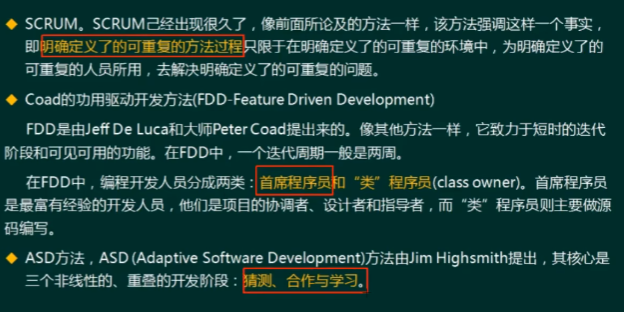 ◆ SCRUM。SCRUM己经出现很久了，像前面所论及的方法一样，该方法强调这样一个事实，
即明确定义了的可重复的方法过程只限于在明确定义了的可重复的环境中，为明确定义了的
可重复的人员所用，去解决明确定义了的可重复的问题。
◆ Coad的功用驱动开发方法(FDD-Feature Driven Development)
FDD是由Jeff De Luca和大师Peter Coad提出来的。像其他方法一样，它致力于短时的迭代
阶段和可见可用的功能。在FDD中，一个迭代周期一般是两周。
在FDD中，编程开发人员分成两类：首席程序员和“类”程序员(class owner)。首席程序员
是最富有经验的开发人员，他们是项目的协调者、设计者和指导者，而“类”程序员则主要做源
码编写。
◆ ASD方法，ASD (Adaptive Software Development)方法由Jim Highsmith提出，其核心是
三个非线性的、重叠的开发阶段：猜测、合作与学习。